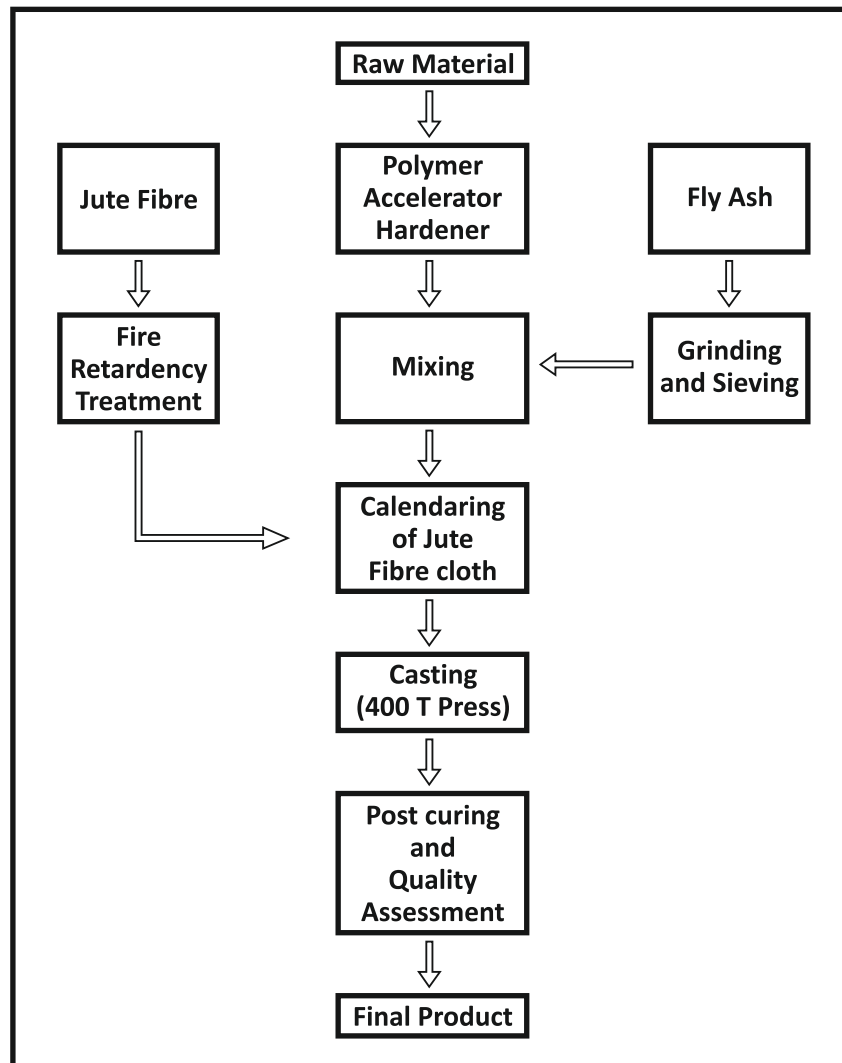 Raw Material
Jute Fibre
Polymer
Accelerator
Hardener
Fly Ash
Fire
Retardency
Treatment
Mixing
Grinding
and Sieving
Calendaring
of Jute
Fibre cloth
Casting
(400 T Press)
Post curing
and
Quality
Assessment
Final Product